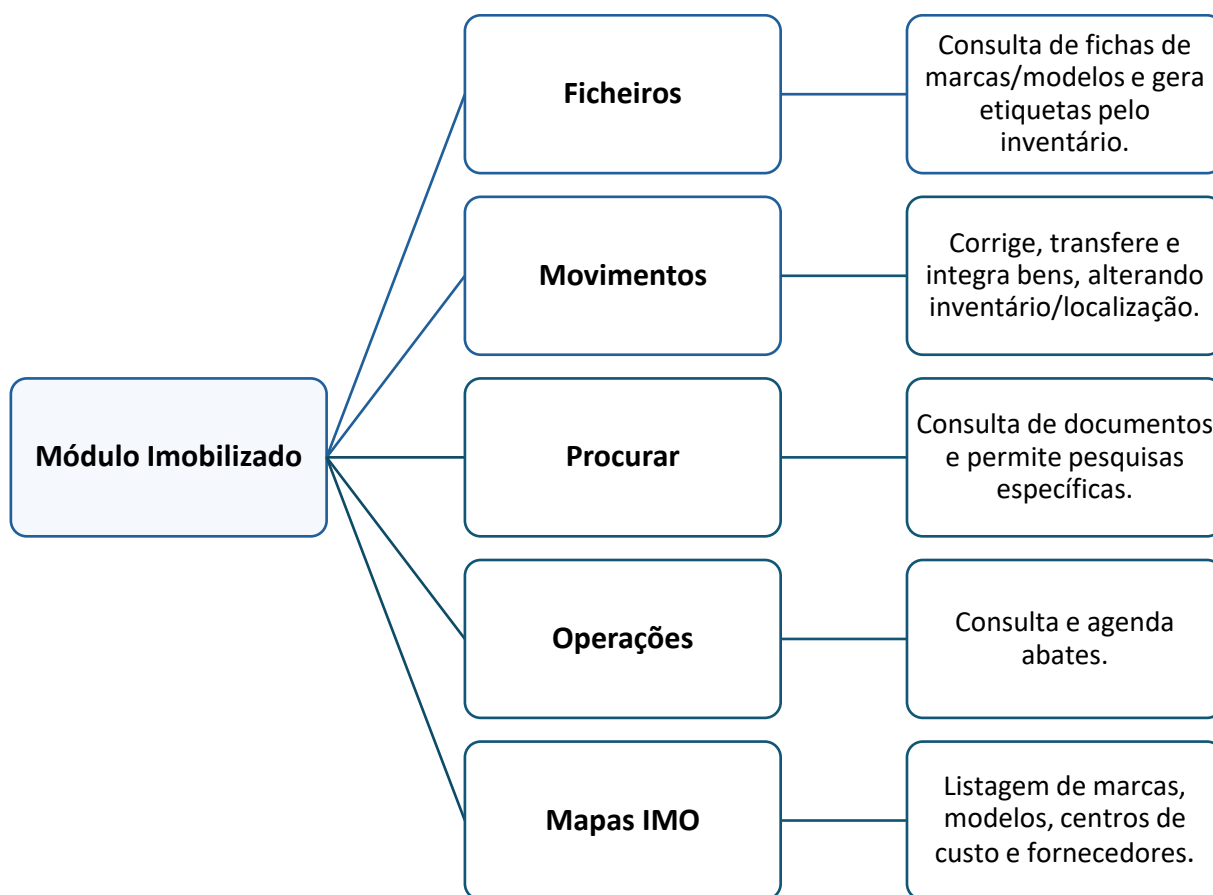 Módulo Imobilizado
Ficheiros
Consulta de fichas de
marcas/modelos e gera
etiquetas pelo
inventário.
Movimentos
Corrige, transfere e
integra bens, alterando
inventário/localização.
Procurar
Consulta de documentos
e permite pesquisas
específicas.
Operações
Consulta e agenda
abates.
Mapas IMO
Listagem de marcas,
modelos, centros de
custo e fornecedores.